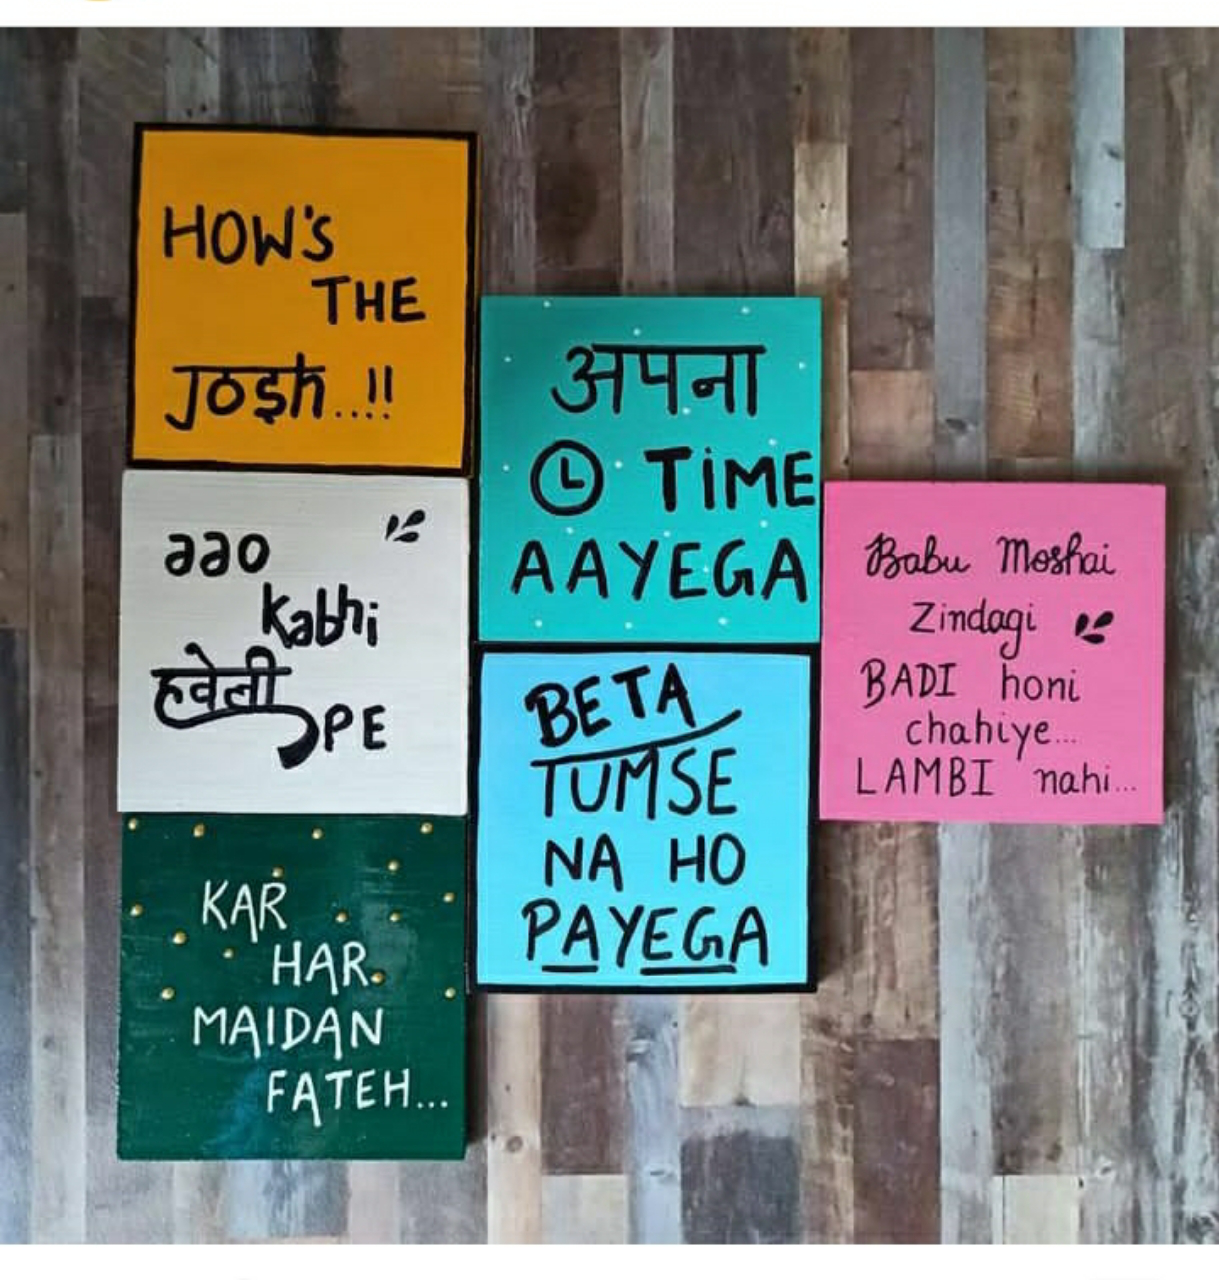 HOW'S
THE
JOSH..!!
aao
Kabhi
हवेली
PE
KAR
HAR
MAIDAN
FATEH...
अपना
TIME
AAYEGA
BETA
TUMSE
NA HO
PAYEGA
Babu Moshai
Zindagi
BADI honi
chahiye...
LAMBI nahi...